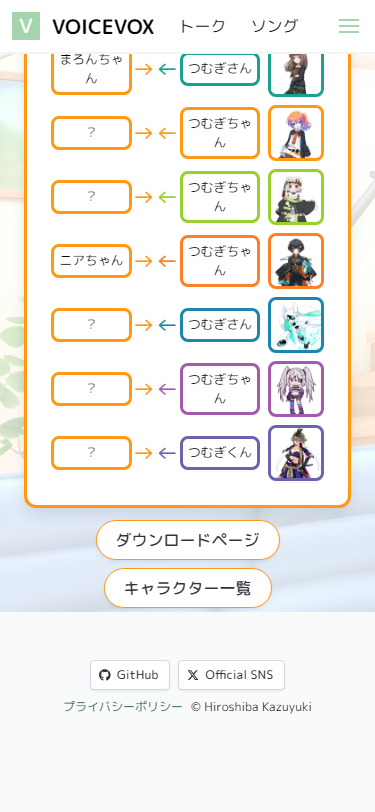 V VOICEVOX トーク ソング
まろんちゃ
ん
つむぎさん
?
つむぎちゃ
ん
?
つむぎちゃ
ん
ニアちゃん
つむぎちゃ
ん
?
つむぎさん
?
つむぎちゃ
ん
?
つむぎくん
ダウンロードページ
キャラクター一覧
GitHub
Official SNS
プライバシーポリシー © Hiroshiba Kazuyuki